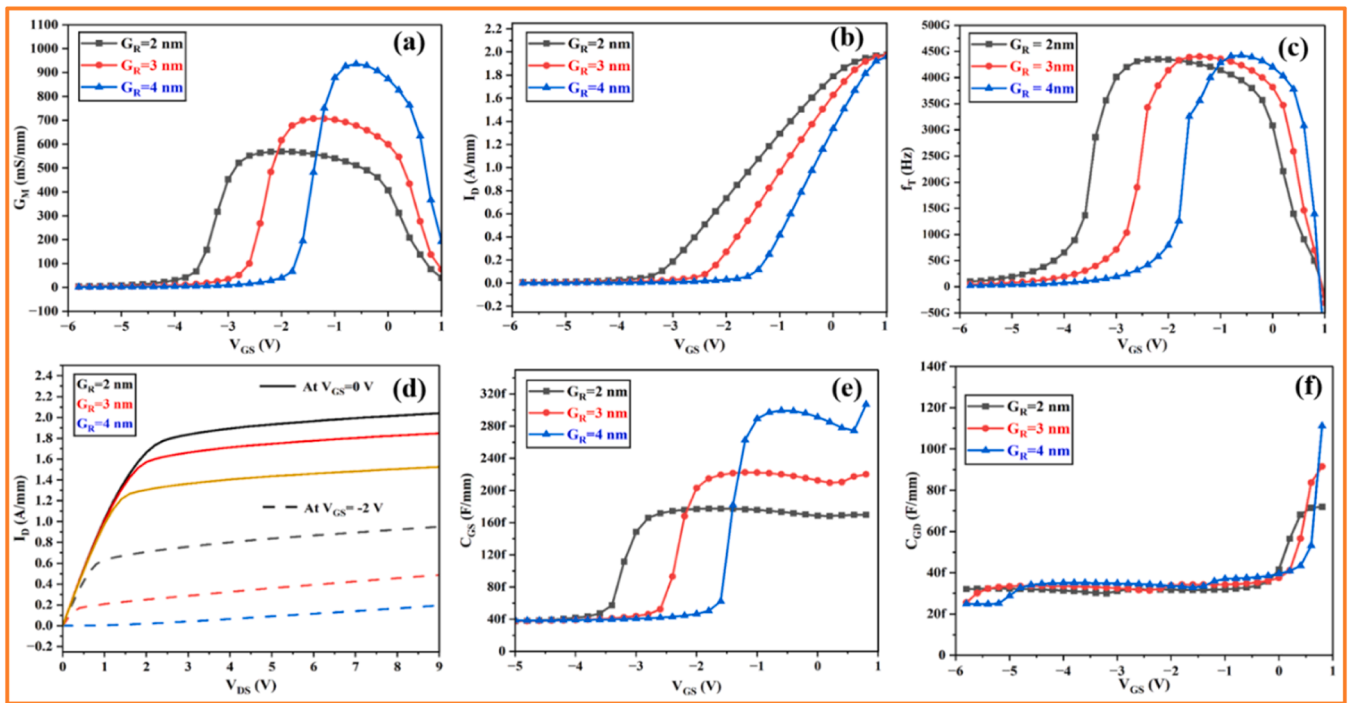 (a)
G_R=2 nm
G_R=3 nm
G_R=4 nm
1100
1000
900
800
700
600
500
400
300
200
100
0
−100
G_M (mS/mm)
−6 −5 −4 −3 −2 −1 0 1
V_GS (V)
(b)
G_R=2 nm
G_R=3 nm
G_R=4 nm
2.2
2.0
1.8
1.6
1.4
1.2
1.0
0.8
0.6
0.4
0.2
0.0
−0.2
I_D (A/mm)
−6 −5 −4 −3 −2 −1 0 1
V_GS (V)
(c)
G_R = 2nm
G_R = 3nm
G_R = 4nm
500G
450G
400G
350G
300G
250G
200G
150G
100G
50G
0
−50G
f_T (Hz)
−6 −5 −4 −3 −2 −1 0 1
V_GS (V)
(d)
G_R=2 nm
G_R=3 nm
G_R=4 nm
At V_GS=0 V
At V_GS= -2 V
2.4
2.2
2.0
1.8
1.6
1.4
1.2
1.0
0.8
0.6
0.4
0.2
0.0
−0.2
I_D (A/mm)
0 1 2 3 4 5 6 7 8 9
V_DS (V)
(e)
G_R=2 nm
G_R=3 nm
G_R=4 nm
320f
280f
240f
200f
160f
120f
80f
40f
0
C_GS (F/mm)
−5 −4 −3 −2 −1 0 1
V_GS (V)
(f)
G_R=2 nm
G_R=3 nm
G_R=4 nm
140f
120f
100f
80f
60f
40f
20f
0
C_GD (F/mm)
−6 −5 −4 −3 −2 −1 0 1
V_GS (V)